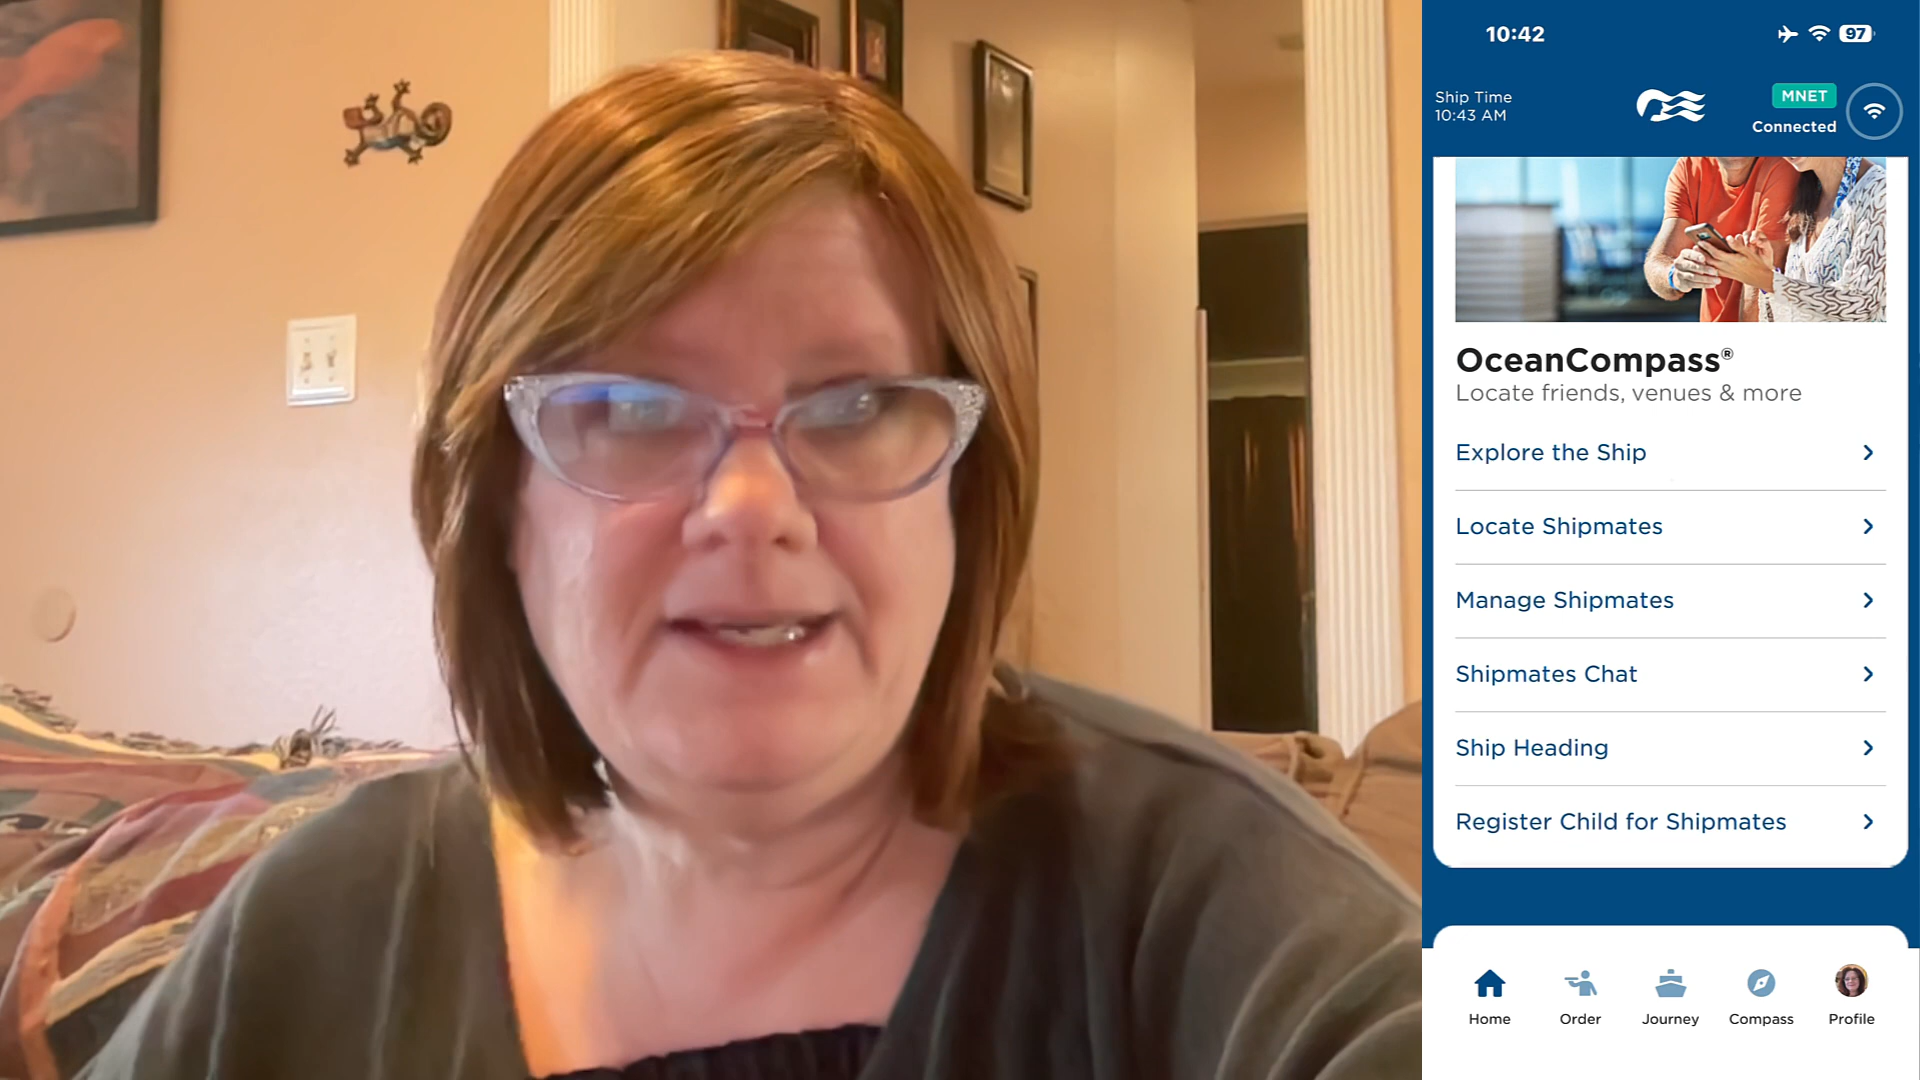 10:42
97
Ship Time
10:43 AM
MNET
Connected
OceanCompass®
Locate friends, venues & more
Explore the Ship
Locate Shipmates
Manage Shipmates
Shipmates Chat
Ship Heading
Register Child for Shipmates
Home
Order
Journey
Compass
Profile